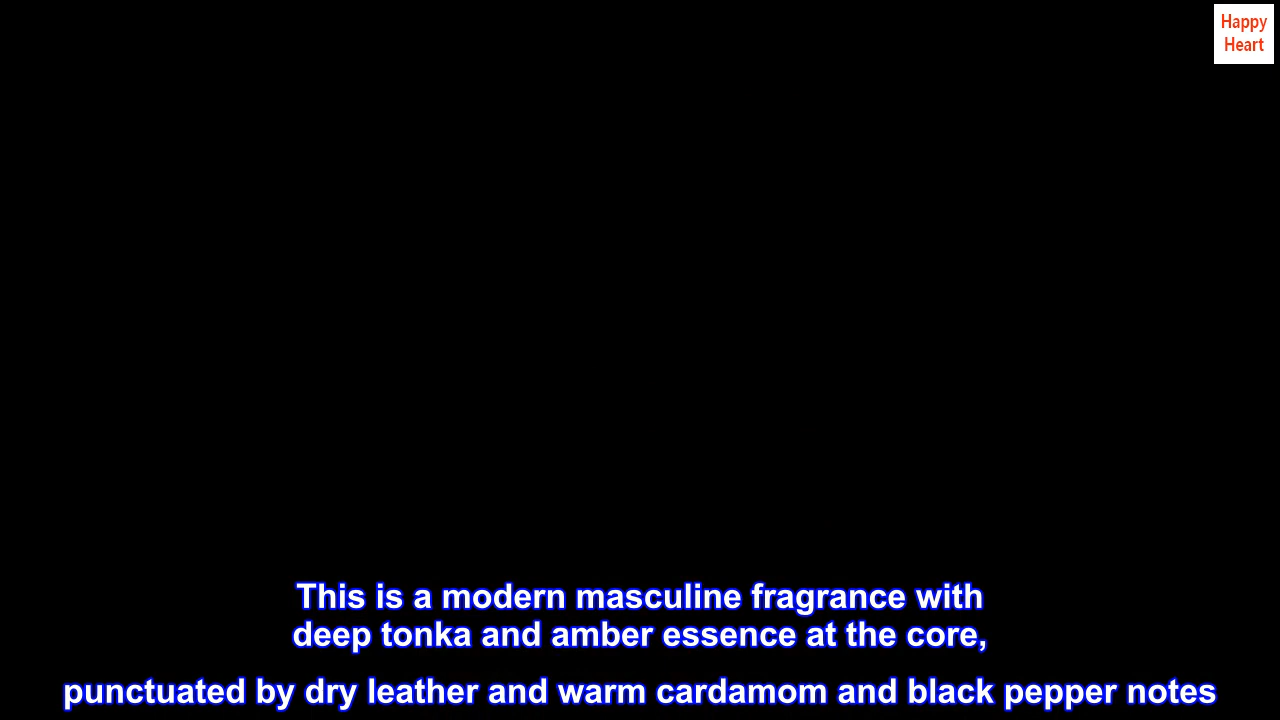 Happy
Heart
This is a modern masculine fragrance with
deep tonka and amber essence at the core,
punctuated by dry leather and warm cardamom and black pepper notes